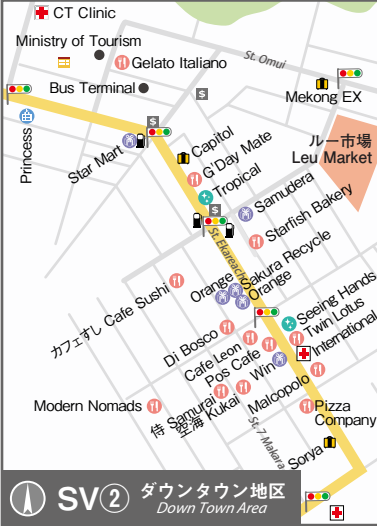 CT Clinic
Ministry of Tourism
Gelato Italiano
St. Omui
Bus Terminal
Mekong EX
$
Princess
Star Mart
$
Capitol
G'Day Mate
Tropical
ルー市場
Leu Market
$
Samudera
Starfish Bakery
St.Ekareach
Sakura Recycle
Orange
Orange
カフェすし Cafe Sushi
Seeing Hands
Twin Lotus
International
Di Bosco
Cafe Leon
Pos Cafe
Win
Malcopolo
侍 Samurai
空海 Kukai
Modern Nomads
Pizza
Company
St. 7 Makara
Sorya
SV② ダウンタウン地区
Down Town Area